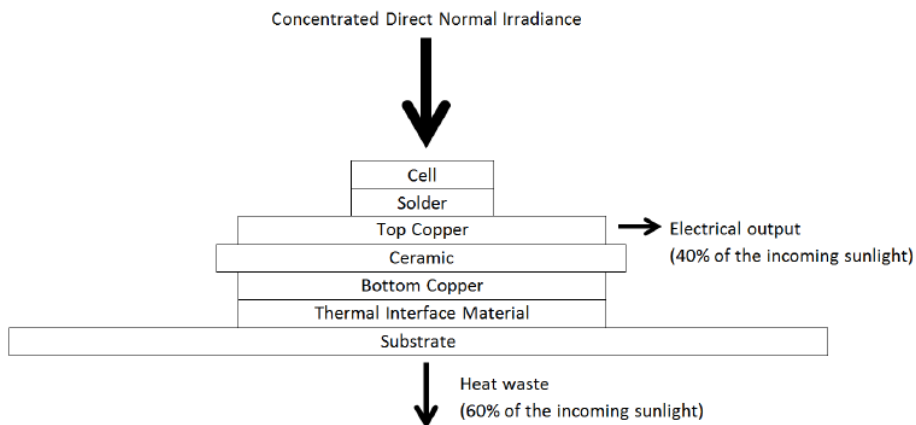 Concentrated Direct Normal Irradiance
Cell
Solder
Top Copper
Electrical output
(40% of the incoming sunlight)
Ceramic
Bottom Copper
Thermal Interface Material
Substrate
Heat waste
(60% of the incoming sunlight)